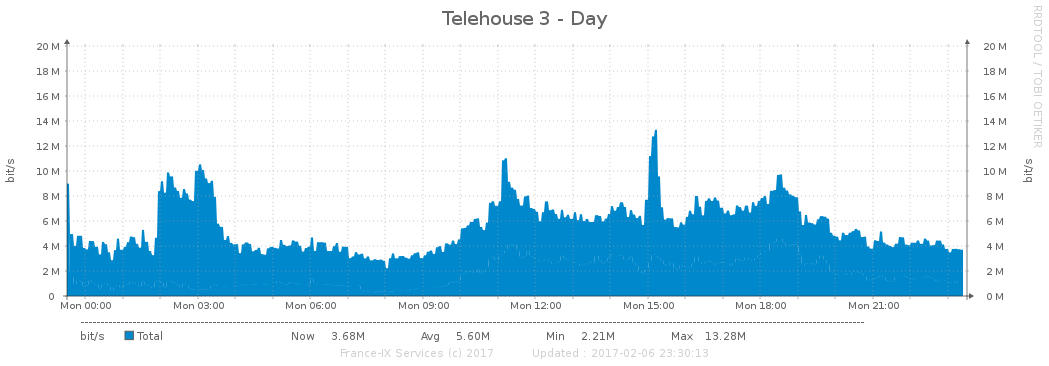 Telehouse 3 - Day
RRDTOOL / TOBI OETIKER
bit/s
bit/s
20 M 20 M
18 M 18 M
16 M 16 M
14 M 14 M
12 M 12 M
10 M 10 M
8 M 8 M
6 M 6 M
4 M 4 M
2 M 2 M
0 0 M
Mon 00:00 Mon 03:00 Mon 06:00 Mon 09:00 Mon 12:00 Mon 15:00 Mon 18:00 Mon 21:00
bit/s Total Now 3.68M Avg 5.60M Min 2.21M Max 13.28M
France-IX Services (c) 2017 Updated : 2017-02-06 23:30:13